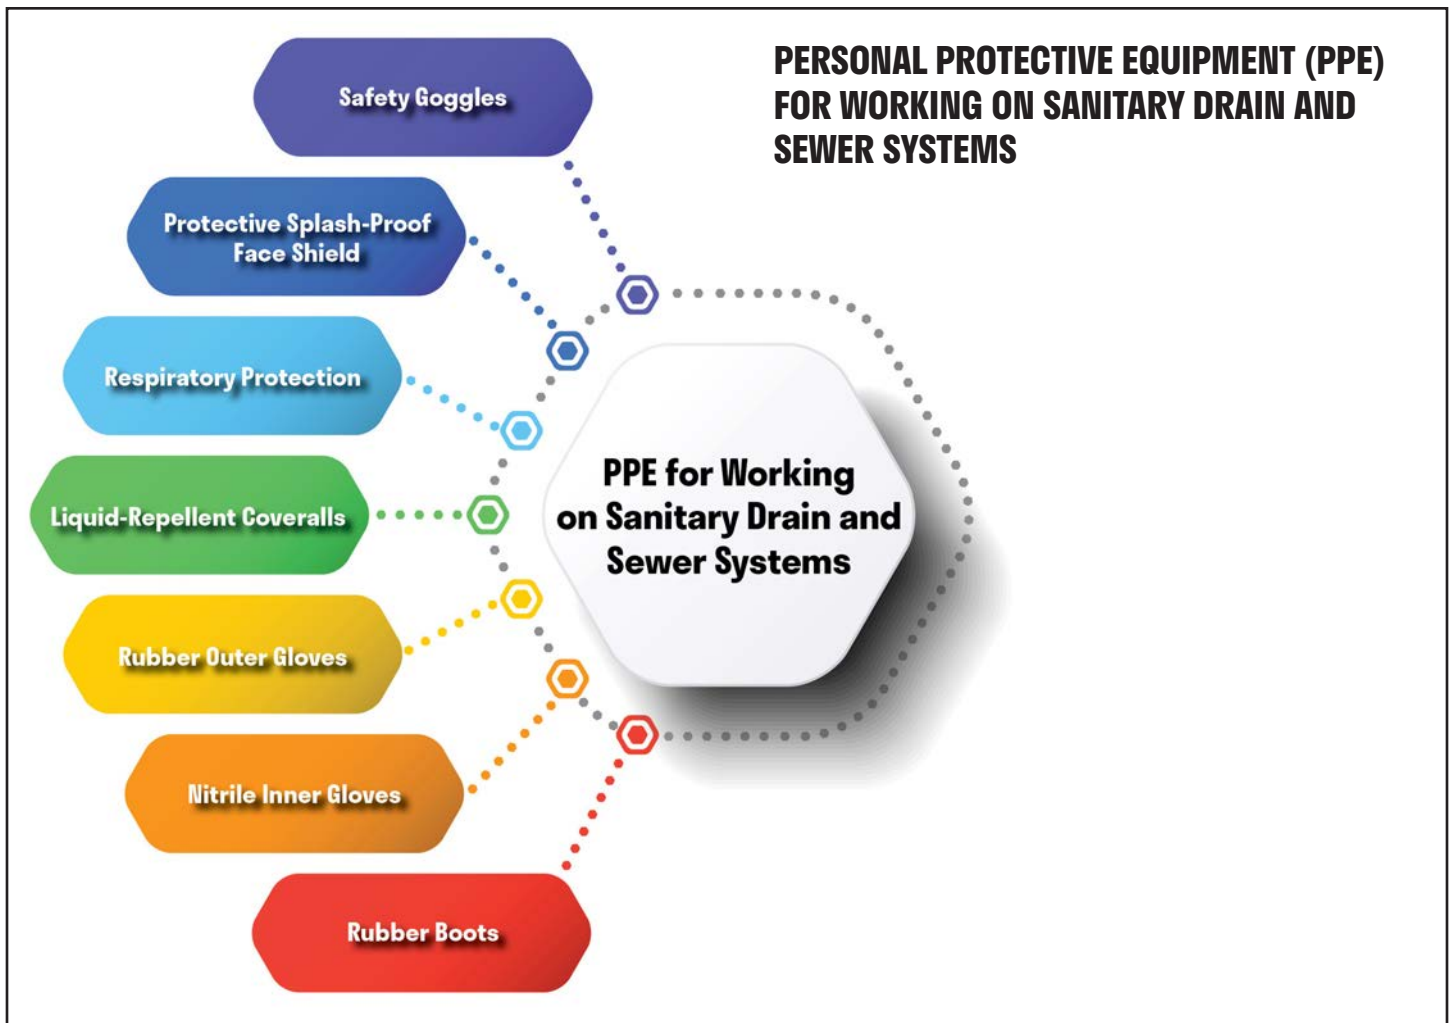 PERSONAL PROTECTIVE EQUIPMENT (PPE)
FOR WORKING ON SANITARY DRAIN AND
SEWER SYSTEMS
Safety Goggles
Protective Splash-Proof
Face Shield
Respiratory Protection
Liquid-Repellent Coveralls
Rubber Outer Gloves
Nitrile Inner Gloves
Rubber Boots
PPE for Working
on Sanitary Drain and
Sewer Systems